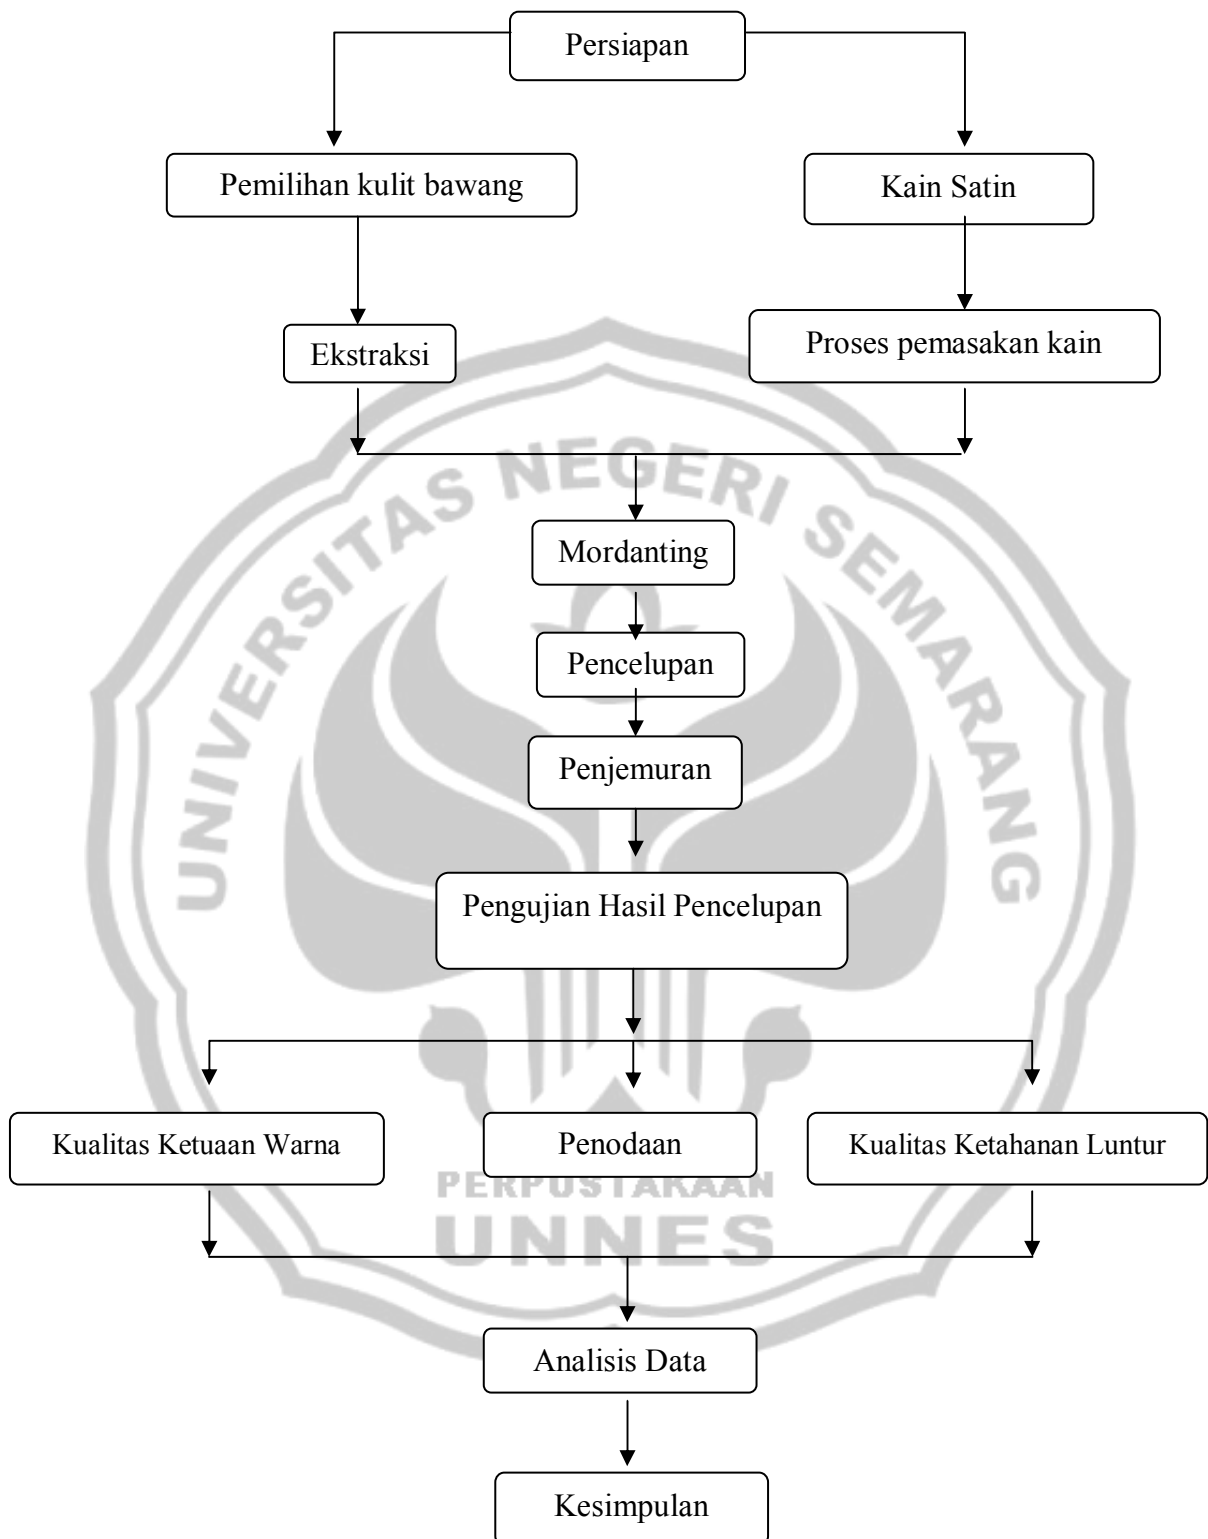 Persiapan
Pemilihan kulit bawang
Kain Satin
Ekstraksi
Proses pemasakan kain
UNIVERSITAS NEGERI SEMARANG
Mordanting
Pencelupan
Penjemuran
Pengujian Hasil Pencelupan
Kualitas Ketuaan Warna
Penodaan
Kualitas Ketahanan Luntur
PERPUSTAKAAN
UNNES
Analisis Data
Kesimpulan